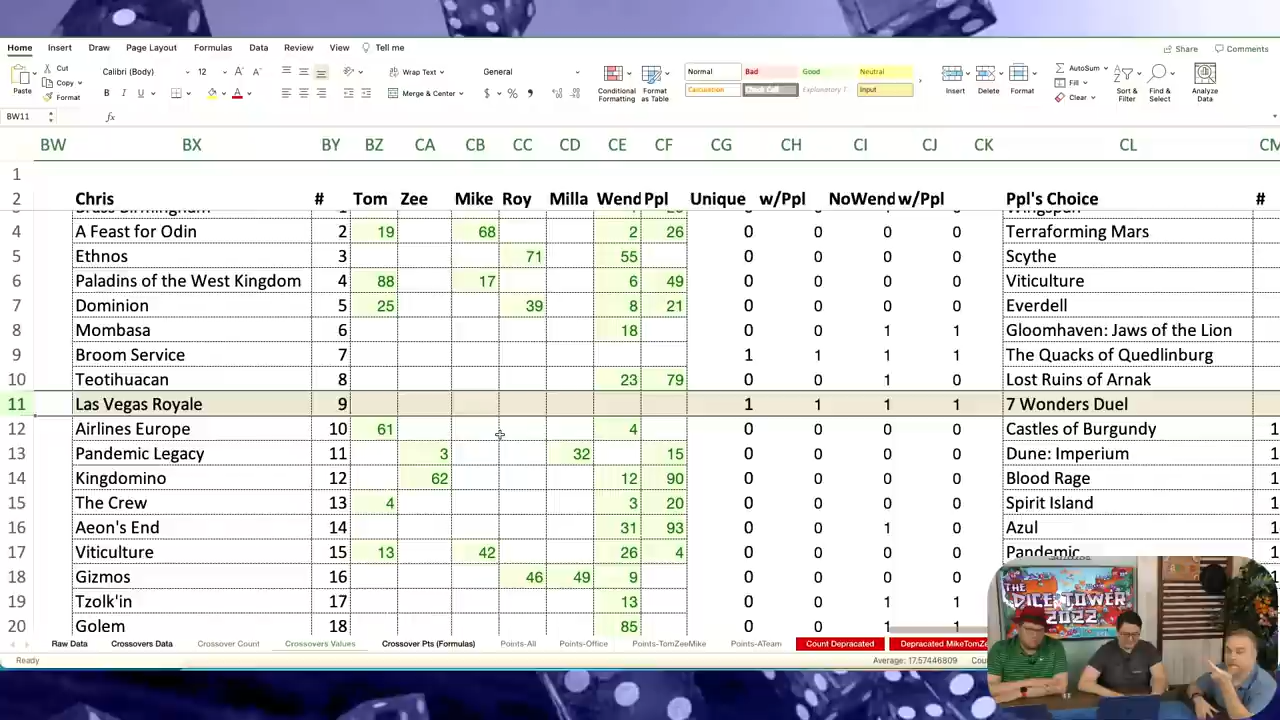 Home Insert Draw Page Layout Formulas Data Review View Tell me Share Comments
Cut Calibri (Body) 12 Wrap Text General Normal Bad Good Neutral AutoSum
Copy Fill
Paste Format Merge & Center Conditional Formatting Format as Table Calculation Check Cell Explanatory T... Input Insert Delete Format Clear Sort & Filter Find & Select Analyze Data
BW11 fx
BW BX BY BZ CA CB CC CD CE CF CG CH CI CJ CK CL CM
1
2 Chris # Tom Zee Mike Roy Milla Wend Ppl Unique w/Ppl NoWend w/Ppl Ppl's Choice #
Brass Birmingham Wingspan
4 A Feast for Odin 2 19 68 2 26 0 0 0 0 Terraforming Mars
5 Ethnos 3 71 55 0 0 0 0 Scythe
6 Paladins of the West Kingdom 4 88 17 6 49 0 0 0 0 Viticulture
7 Dominion 5 25 39 8 21 0 0 0 0 Everdell
8 Mombasa 6 18 0 0 1 1 Gloomhaven: Jaws of the Lion
9 Broom Service 7 1 1 1 1 The Quacks of Quedlinburg
10 Teotihuacan 8 23 79 0 0 1 0 Lost Ruins of Arnak
11 Las Vegas Royale 9 1 1 1 1 7 Wonders Duel
12 Airlines Europe 10 61 4 0 0 0 0 Castles of Burgundy 1
13 Pandemic Legacy 11 3 32 15 0 0 0 0 Dune: Imperium 1
14 Kingdomino 12 62 12 90 0 0 0 0 Blood Rage 1
15 The Crew 13 4 3 20 0 0 0 0 Spirit Island 1
16 Aeon's End 14 31 93 0 0 1 0 Azul 1
17 Viticulture 15 13 42 26 4 0 0 0 0 Pandemic
18 Gizmos 16 46 49 9 0 0 0 0
19 Tzolk'in 17 13 0 0 1 1
20 Golem 18 85 0 0 1 1
Raw Data Crossovers Data Crossover Count Crossovers Values Crossover Pts (Formulas) Points-All Points-Office Points-TomZeeMike Points-ATeam Count Depracated Deprecated MikeTomZe
Ready Average: 17.57446809 Cou
THE
DICE TOWER
2022